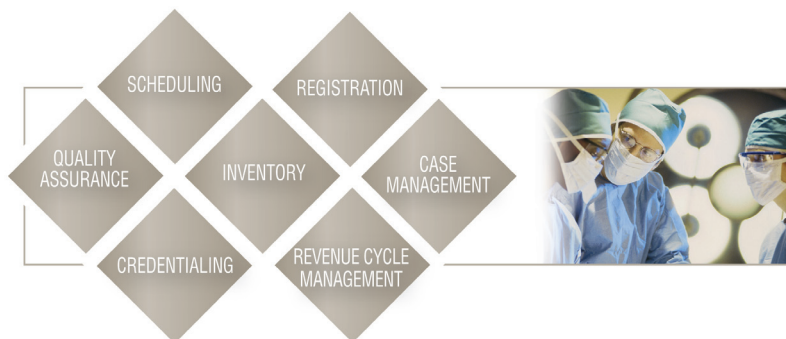 SCHEDULING
REGISTRATION
QUALITY
ASSURANCE
INVENTORY
CASE
MANAGEMENT
CREDENTIALING
REVENUE CYCLE
MANAGEMENT